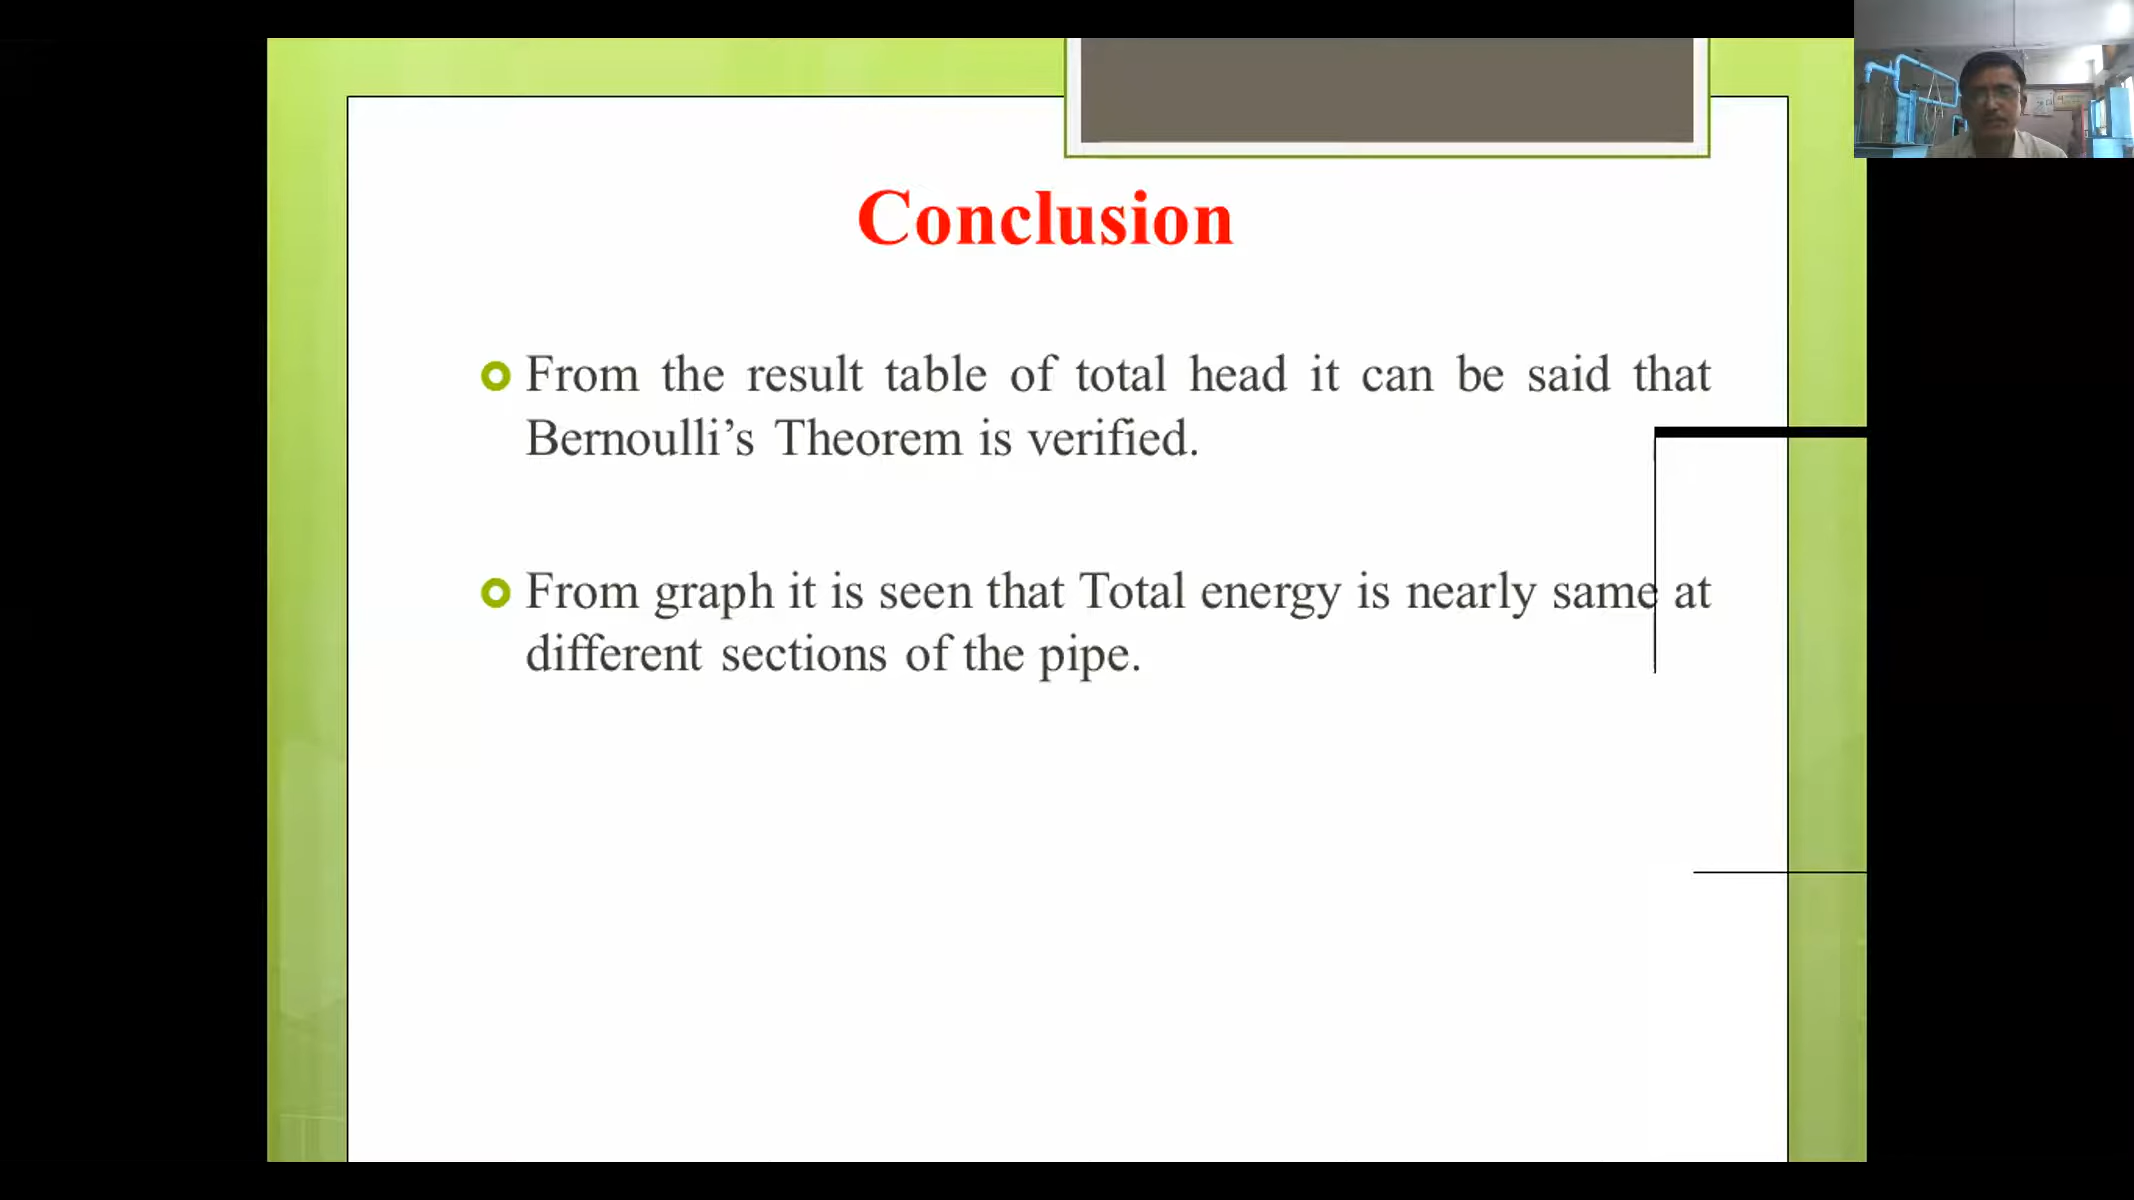 Conclusion
From the result table of total head it can be said that
Bernoulli’s Theorem is verified.
From graph it is seen that Total energy is nearly same at
different sections of the pipe.